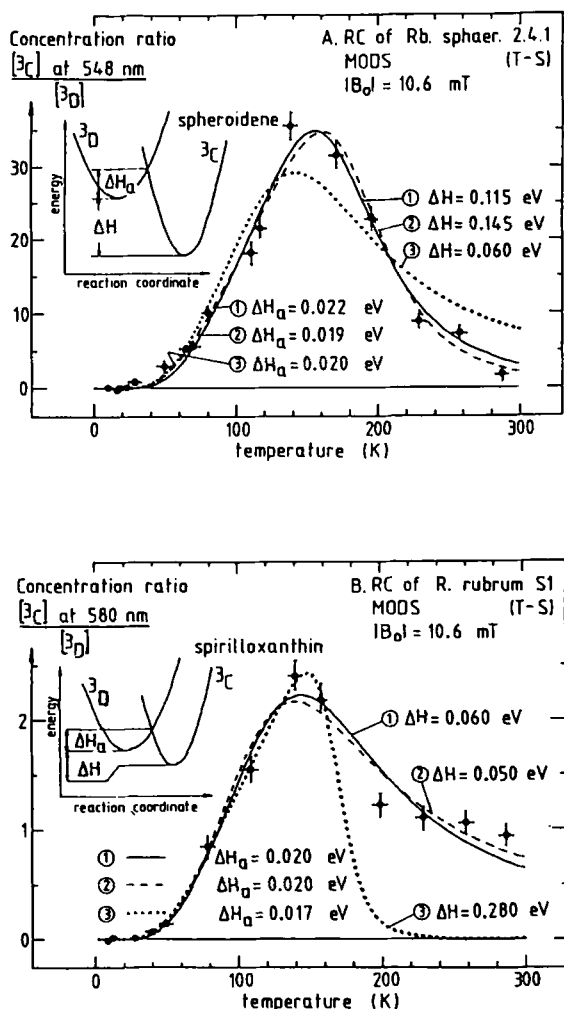 Concentration ratio
[³C] at 548 nm
[³D]
A. RC of Rb. sphaer. 2.4.1
MODS (T-S)
|B₀| = 10.6 mT
spheroidene
³D
³C
ΔHₐ
ΔH
energy
reaction coordinate
① ΔH = 0.115 eV
② ΔH = 0.145 eV
③ ΔH = 0.060 eV
① ΔHₐ = 0.022 eV
② ΔHₐ = 0.019 eV
③ ΔHₐ = 0.020 eV
30
20
10
0
0 100 200 300
temperature (K)
Concentration ratio
[³C] at 580 nm
[³D]
B. RC of R. rubrum S1
MODS (T-S)
|B₀| = 10.6 mT
spirilloxanthin
³D
³C
ΔHₐ
ΔH
energy
reaction coordinate
① ΔH = 0.060 eV
② ΔH = 0.050 eV
① ΔHₐ = 0.020 eV
② ΔHₐ = 0.020 eV
③ ΔHₐ = 0.017 eV
③ ΔH = 0.280 eV
2
1
0
0 100 200 300
temperature (K)